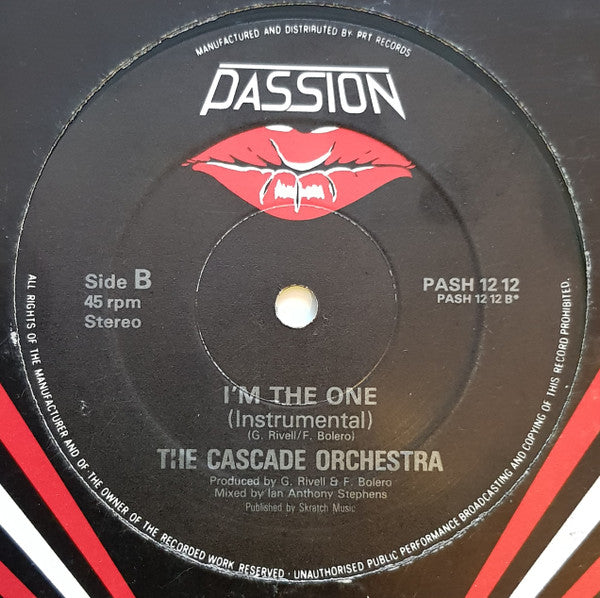 MANUFACTURED AND DISTRIBUTED BY PRT RECORDS
PASSION
Side B
45 rpm
Stereo
PASH 12 12
PASH 12 12 B*
I'M THE ONE
(Instrumental)
(G. Rivell/F. Bolero)
THE CASCADE ORCHESTRA
Produced by G. Rivell & F. Bolero
Mixed by Ian Anthony Stephens
Published by Skratch Music
ALL RIGHTS OF THE MANUFACTURER AND OF THE OWNER OF THE RECORDED WORK RESERVED · UNAUTHORISED PUBLIC PERFORMANCE BROADCASTING AND COPYING OF THIS RECORD PROHIBITED.